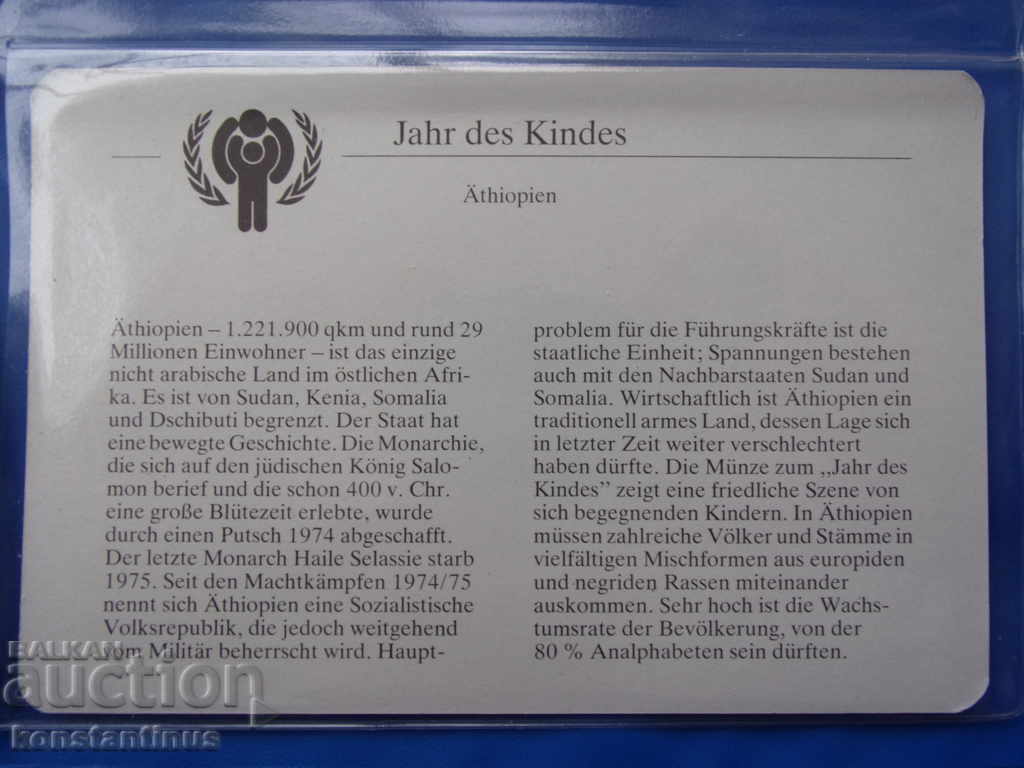 Jahr des Kindes
Äthiopien
Äthiopien – 1.221.900 qkm und rund 29
Millionen Einwohner – ist das einzige
nicht arabische Land im östlichen Afri-
ka. Es ist von Sudan, Kenia, Somalia
und Dschibuti begrenzt. Der Staat hat
eine bewegte Geschichte. Die Monarchie,
die sich auf den jüdischen König Salo-
mon berief und die schon 400 v. Chr.
eine große Blütezeit erlebte, wurde
durch einen Putsch 1974 abgeschafft.
Der letzte Monarch Haile Selassie starb
1975. Seit den Machtkämpfen 1974/75
nennt sich Äthiopien eine Sozialistische
Volksrepublik, die jedoch weitgehend
vom Militär beherrscht wird. Haupt-
problem für die Führungskräfte ist die
staatliche Einheit; Spannungen bestehen
auch mit den Nachbarstaaten Sudan und
Somalia. Wirtschaftlich ist Äthiopien ein
traditionell armes Land, dessen Lage sich
in letzter Zeit weiter verschlechtert
haben dürfte. Die Münze zum „Jahr des
Kindes” zeigt eine friedliche Szene von
sich begegnenden Kindern. In Äthiopien
müssen zahlreiche Völker und Stämme in
vielfältigen Mischformen aus europiden
und negriden Rassen miteinander
auskommen. Sehr hoch ist die Wachs-
tumsrate der Bevölkerung, von der
80 % Analphabeten sein dürften.
BALKAN
auction
konstantinus